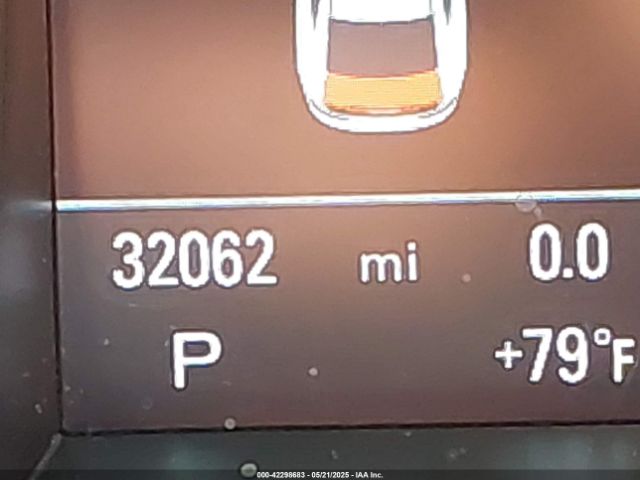 32062 mi 0.0
P +79°F
000-42298683 - 05/21/2025 - IAA Inc.